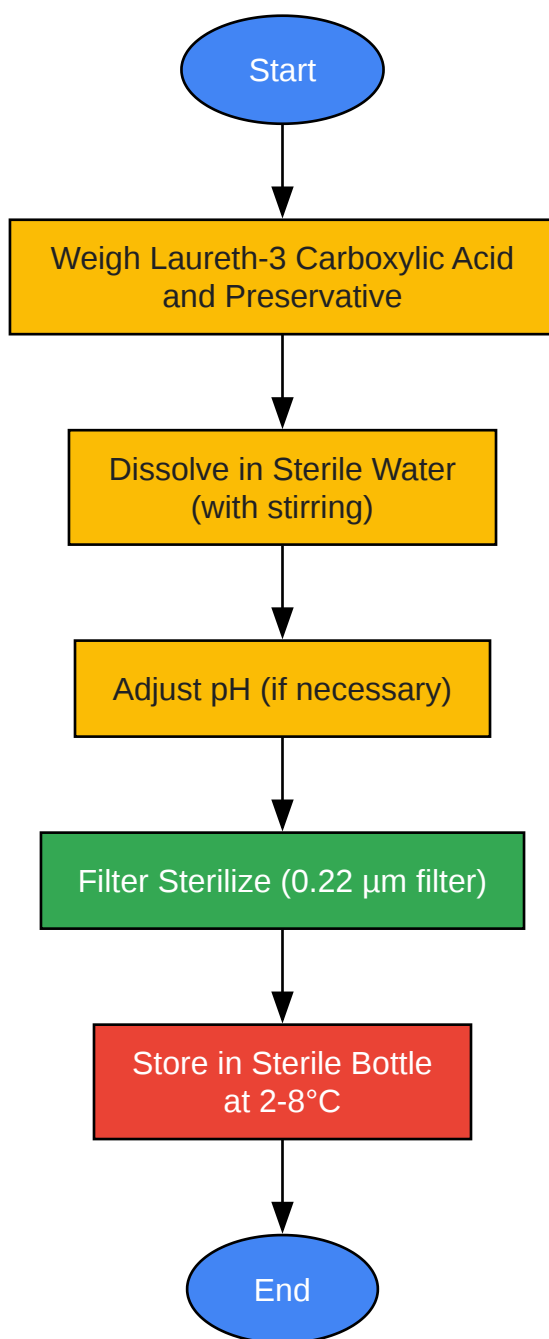 Start
Weigh Laureth-3 Carboxylic Acid
and Preservative
Dissolve in Sterile Water
(with stirring)
Adjust pH (if necessary)
Filter Sterilize (0.22 µm filter)
Store in Sterile Bottle
at 2-8°C
End